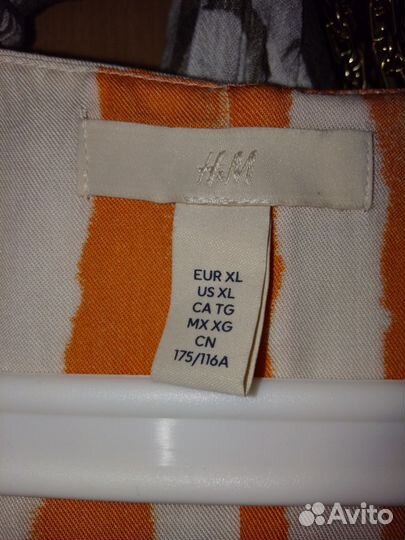 H&M
EUR XL
US XL
CA TG
MX XG
CN
175/116A
Avito